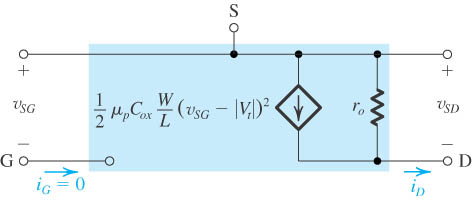 S
+ +
v_SG 1/2 μ_p C_ox W/L (v_SG − |V_t|)² r_o v_SD
− −
G D
i_G = 0 i_D